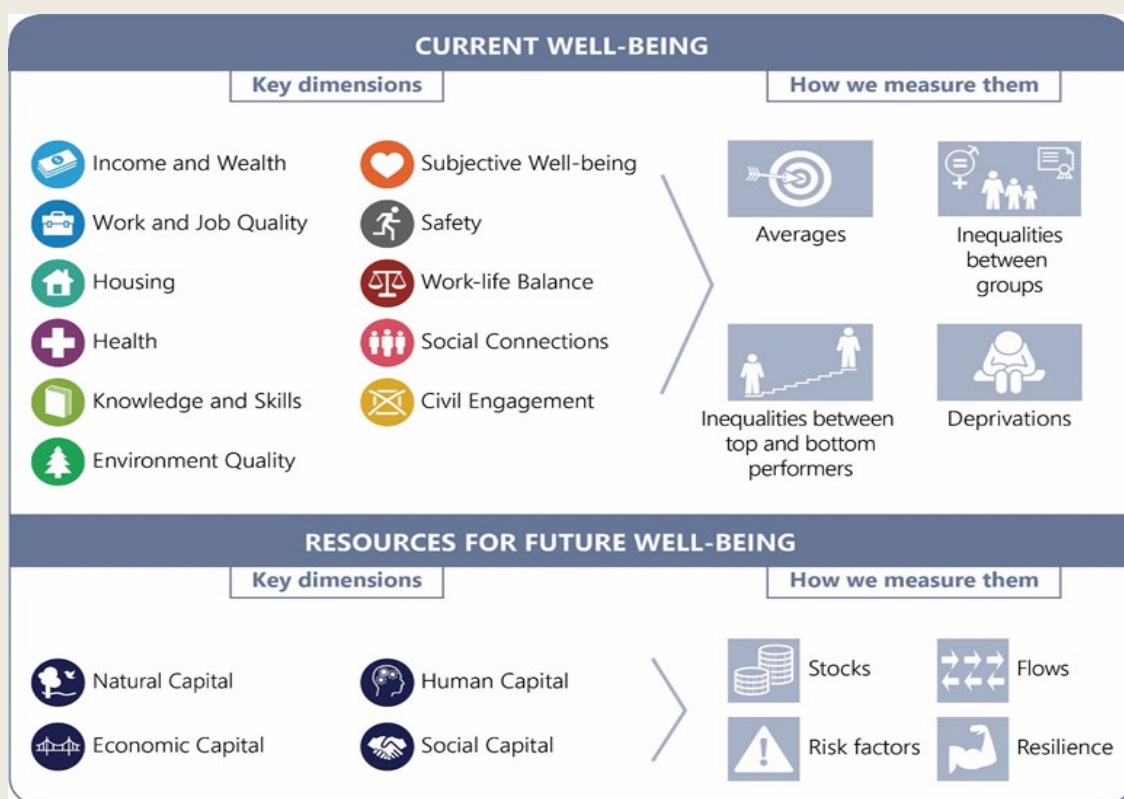 CURRENT WELL-BEING
Key dimensions
How we measure them
Income and Wealth
Work and Job Quality
Housing
Health
Knowledge and Skills
Environment Quality
Subjective Well-being
Safety
Work-life Balance
Social Connections
Civil Engagement
Averages
Inequalities
between
groups
Inequalities between
top and bottom
performers
Deprivations
RESOURCES FOR FUTURE WELL-BEING
Key dimensions
How we measure them
Natural Capital
Economic Capital
Human Capital
Social Capital
Stocks
Flows
Risk factors
Resilience